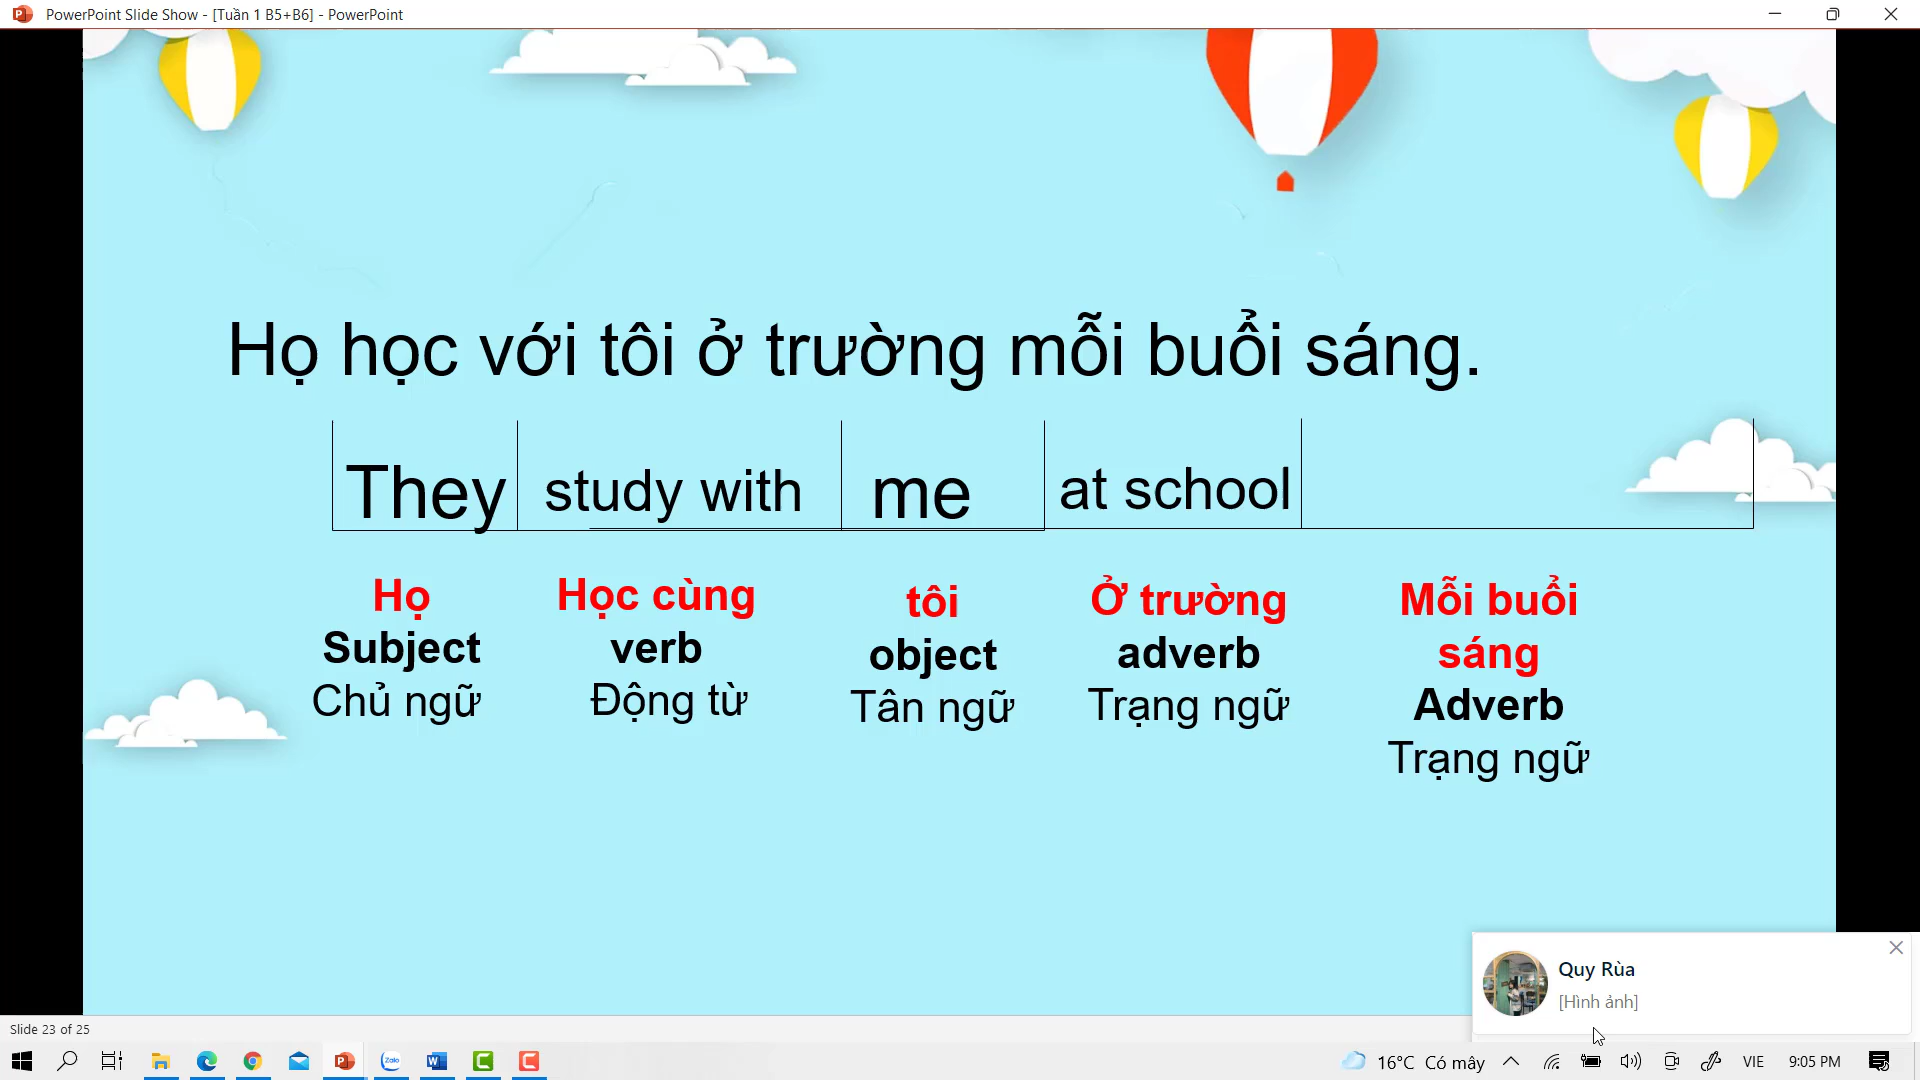 PowerPoint Slide Show - [Tuần 1 B5+B6] - PowerPoint
Họ học với tôi ở trường mỗi buổi sáng.
They study with me at school
Họ
Subject
Chủ ngữ
Học cùng
verb
Động từ
tôi
object
Tân ngữ
Ở trường
adverb
Trạng ngữ
Mỗi buổi
sáng
Adverb
Trạng ngữ
Quy Rùa
[Hình ảnh]
Slide 23 of 25
Zalo
16°C Có mây
VIE
9:05 PM